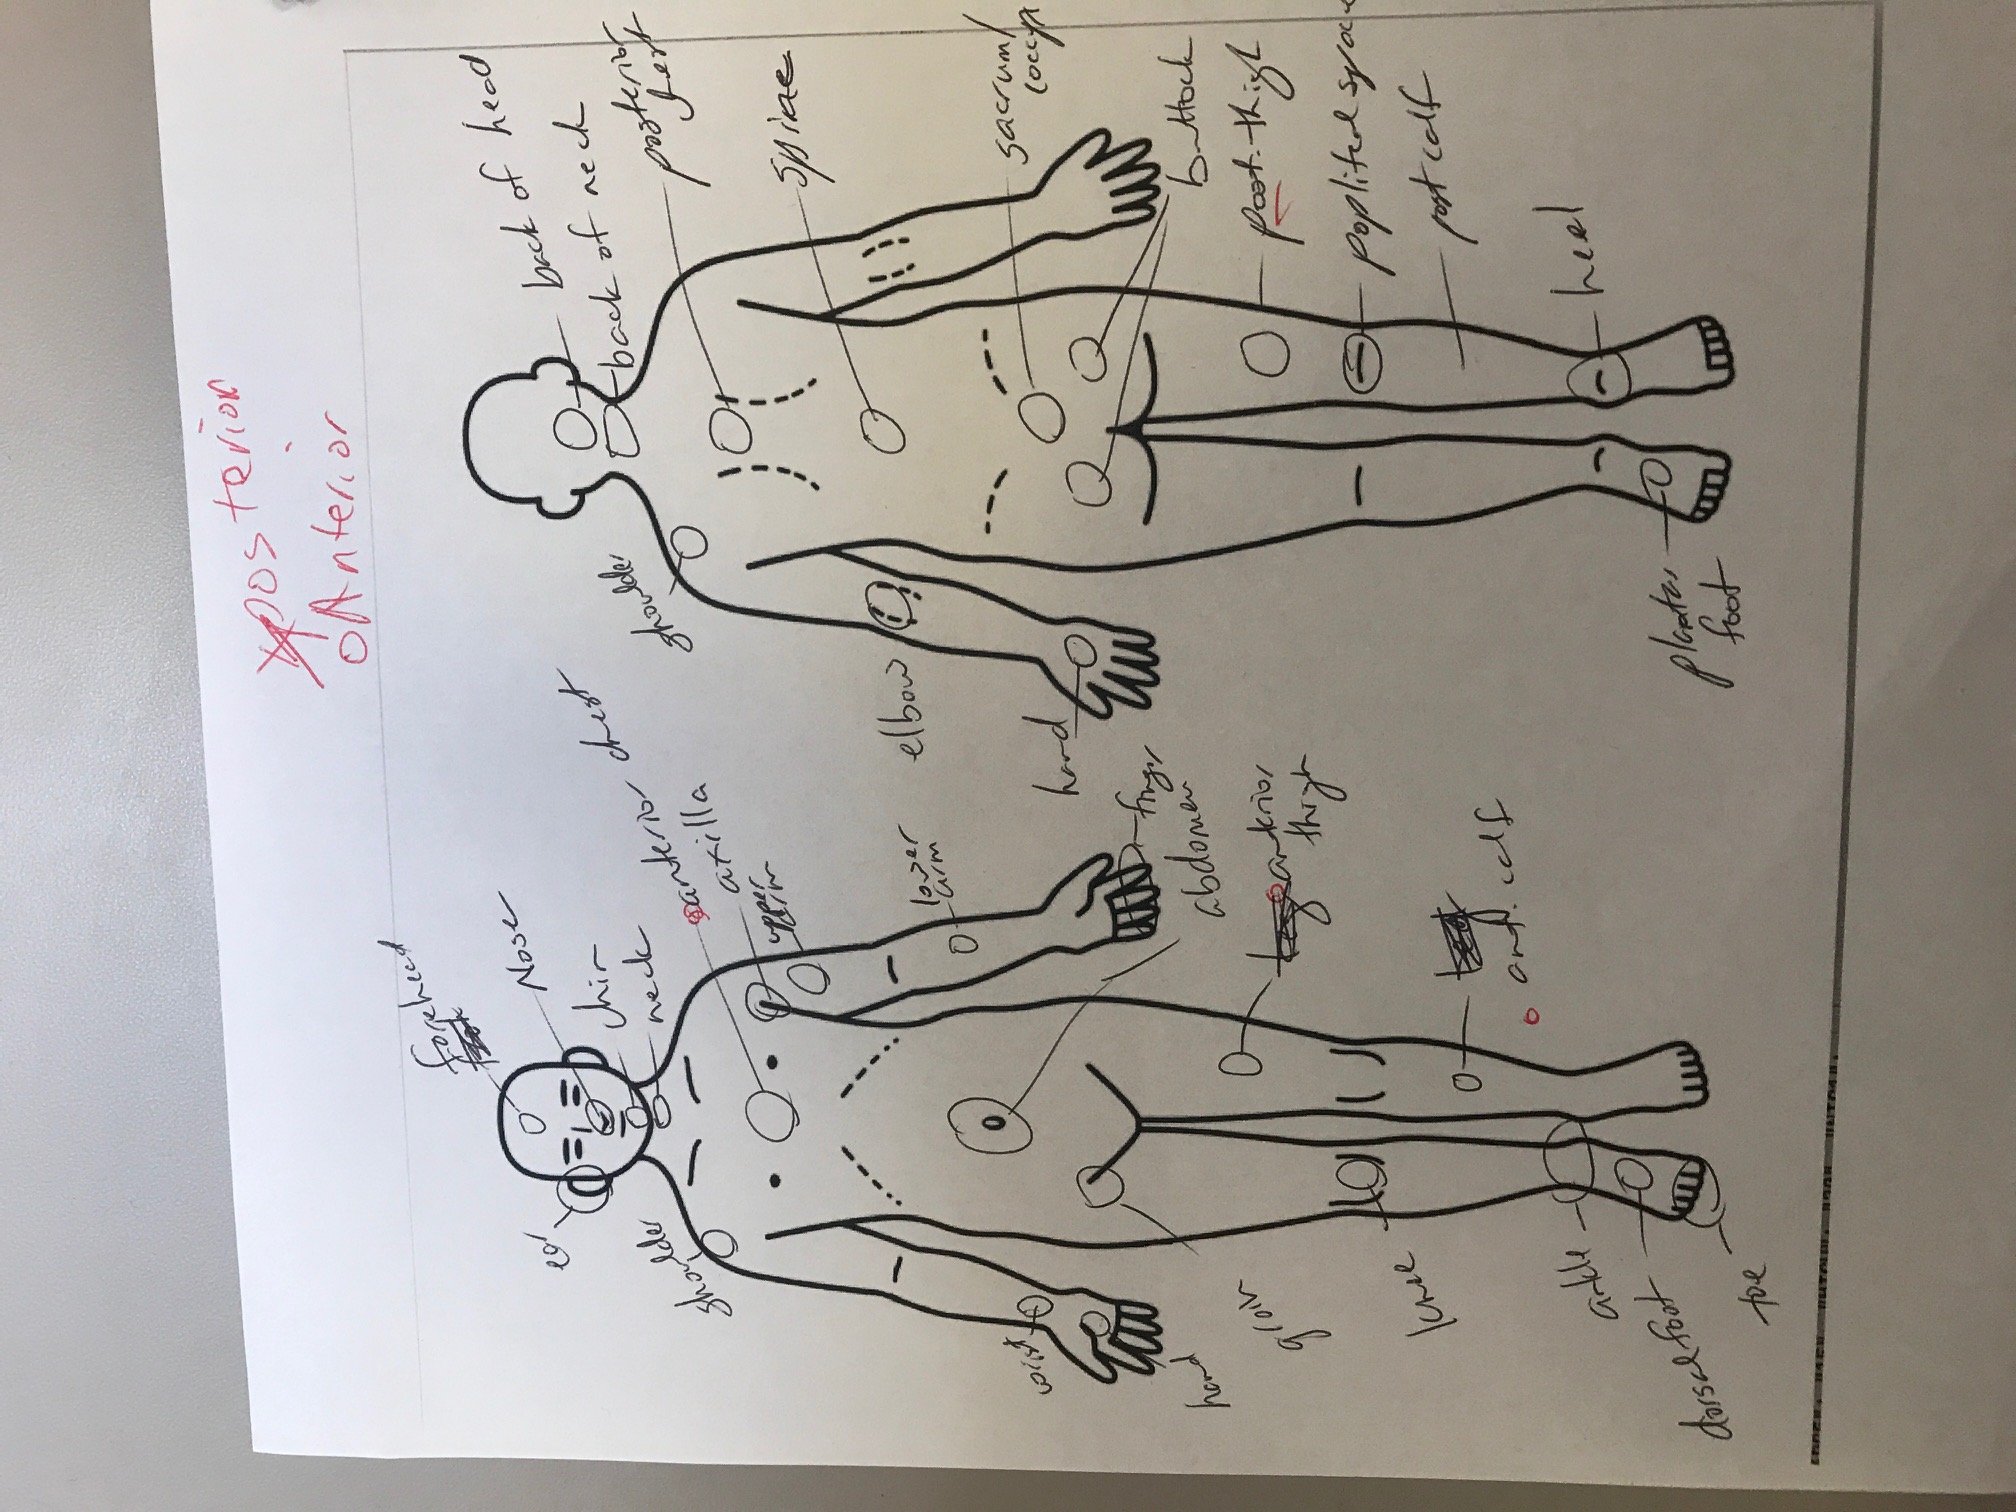 posterior
Anterior
forehead
Nose
ear
chin
neck
anterior chest
shoulder
axilla
upper
arm
lower
arm
wrist
hand
finger
abdomen
groin
anterior
thigh
knee
ant. calf
ankle
dorsal foot
toe
back of head
back of neck
shoulder
posterior
chest
spine
elbow
sacrum/
coccyx
hand
buttock
post. thigh
popliteal space
post calf
heel
plantar
foot